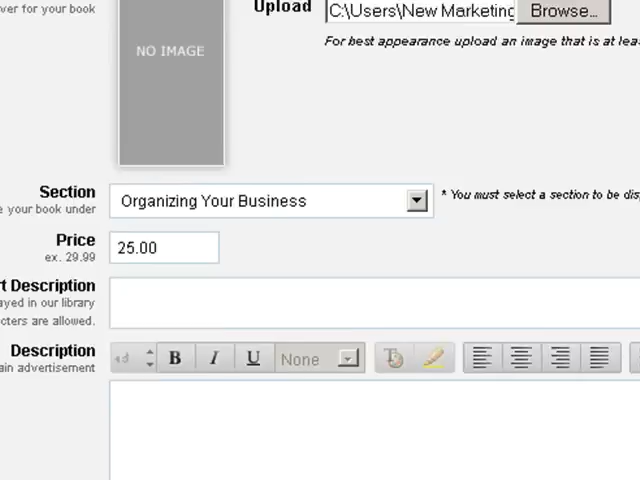 ver for your book
NO IMAGE
Upload
C:\Users\New Marketing
Browse...
For best appearance upload an image that is at lea
Section
e your book under
Organizing Your Business
* You must select a section to be dis
Price
ex. 29.99
25.00
rt Description
ayed in our library
cters are allowed.
Description
ain advertisement
B I U None